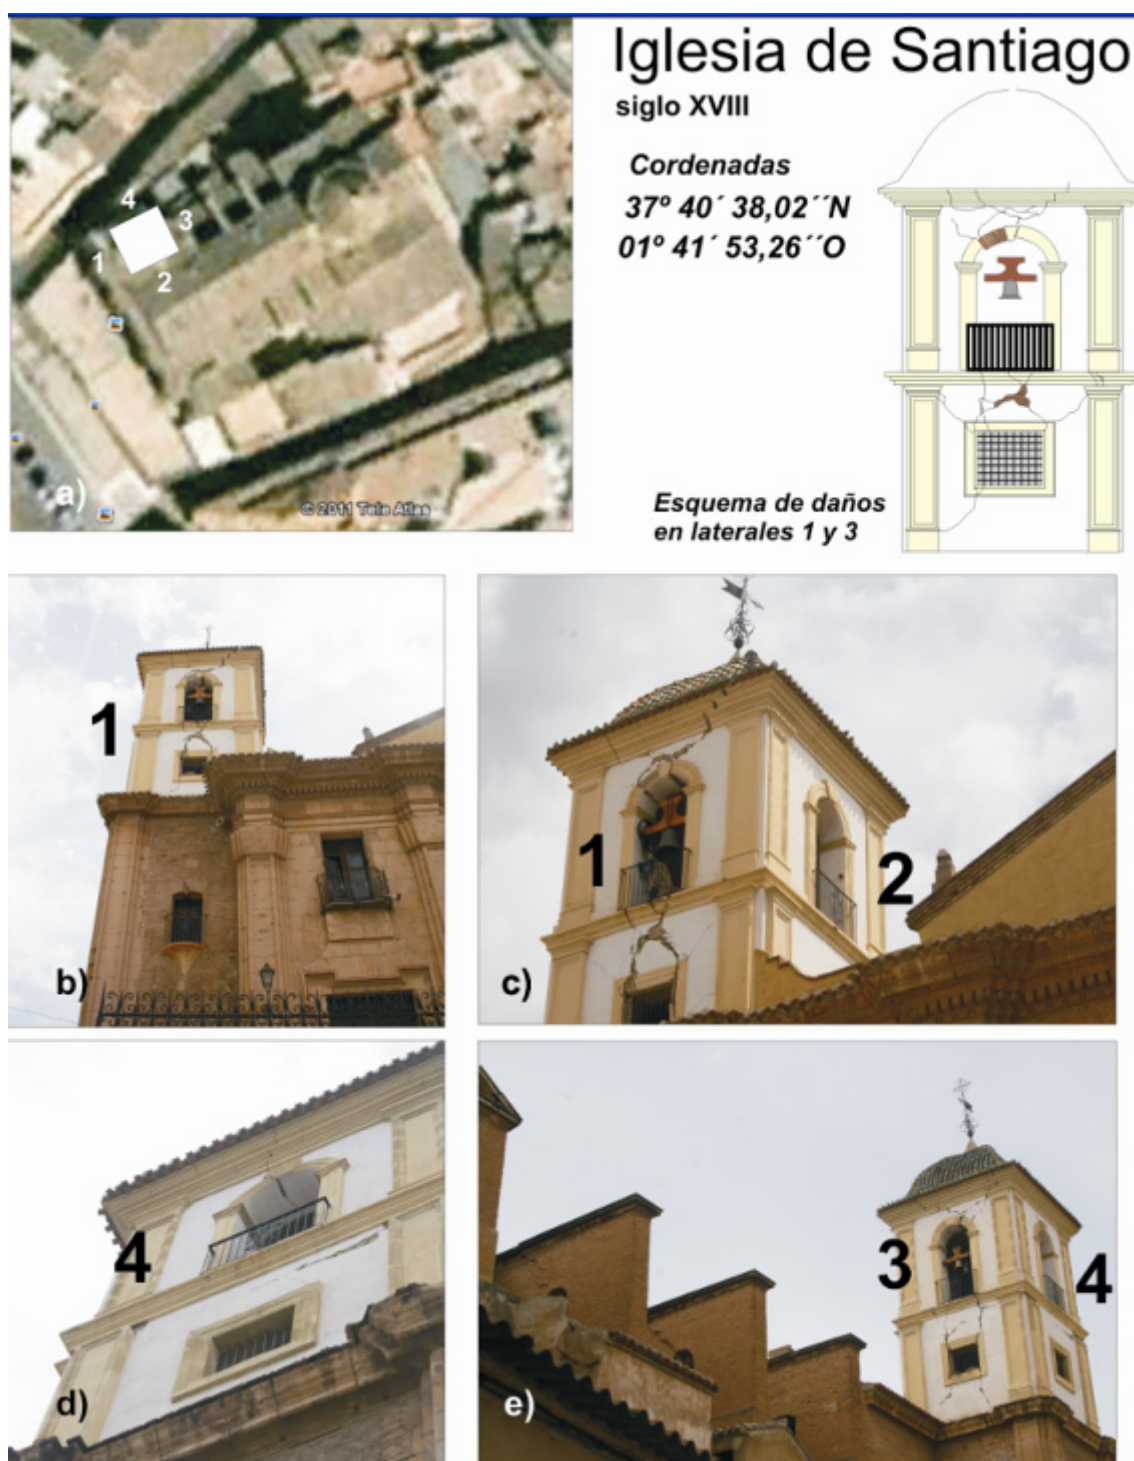 Iglesia de Santiago
siglo XVIII
Cordenadas
37º 40´ 38,02´´N
01º 41´ 53,26´´O
4
3
1
2
a)
© 2011 Tele Atlas
Esquema de daños
en laterales 1 y 3
1
b)
1
2
c)
4
d)
3
4
e)